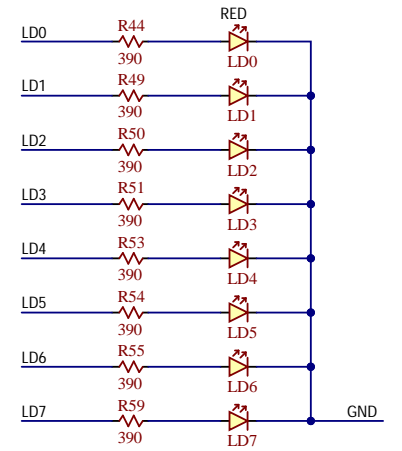 RED
LD0 R44
390 LD0
LD1 R49
390 LD1
LD2 R50
390 LD2
LD3 R51
390 LD3
LD4 R53
390 LD4
LD5 R54
390 LD5
LD6 R55
390 LD6
LD7 R59 GND
390 LD7